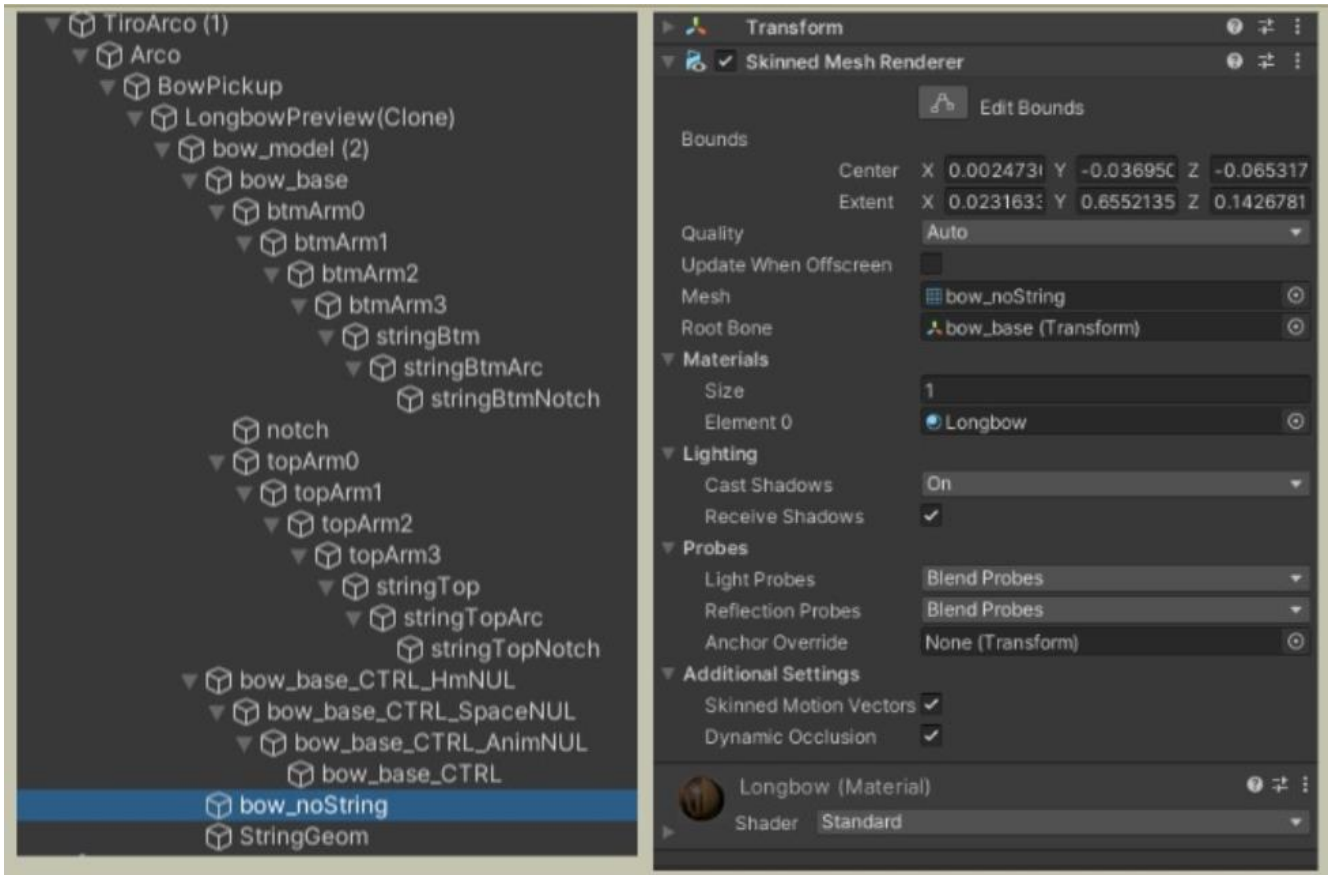 TiroArco (1)
Arco
BowPickup
LongbowPreview(Clone)
bow_model (2)
bow_base
btmArm0
btmArm1
btmArm2
btmArm3
stringBtm
stringBtmArc
stringBtmNotch
notch
topArm0
topArm1
topArm2
topArm3
stringTop
stringTopArc
stringTopNotch
bow_base_CTRL_HmNUL
bow_base_CTRL_SpaceNUL
bow_base_CTRL_AnimNUL
bow_base_CTRL
bow_noString
StringGeom
Transform
Skinned Mesh Renderer
Edit Bounds
Bounds
Center X 0.002473 Y -0.03695 Z -0.065317
Extent X 0.023163 Y 0.6552135 Z 0.1426781
Quality Auto
Update When Offscreen
Mesh bow_noString
Root Bone bow_base (Transform)
Materials
Size 1
Element 0 Longbow
Lighting
Cast Shadows On
Receive Shadows
Probes
Light Probes Blend Probes
Reflection Probes Blend Probes
Anchor Override None (Transform)
Additional Settings
Skinned Motion Vectors
Dynamic Occlusion
Longbow (Material)
Shader Standard